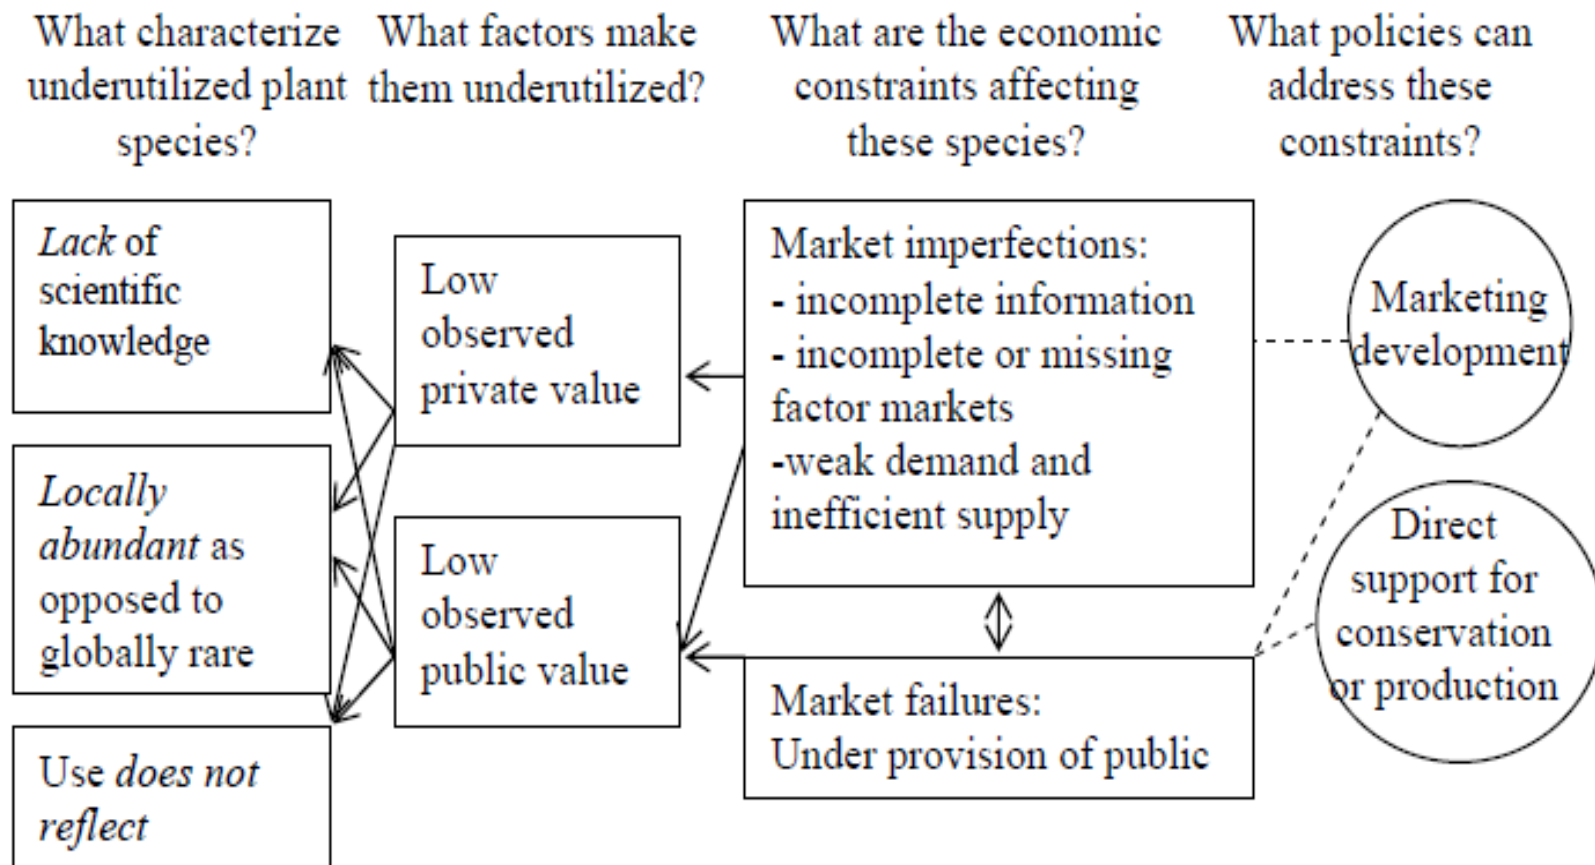 What characterize
underutilized plant
species?
What factors make
them underutilized?
What are the economic
constraints affecting
these species?
What policies can
address these
constraints?
Lack of
scientific
knowledge
Locally
abundant as
opposed to
globally rare
Use does not
reflect
Low
observed
private value
Low
observed
public value
Market imperfections:
- incomplete information
- incomplete or missing
factor markets
-weak demand and
inefficient supply
Market failures:
Under provision of public
Marketing
development
Direct
support for
conservation
or production